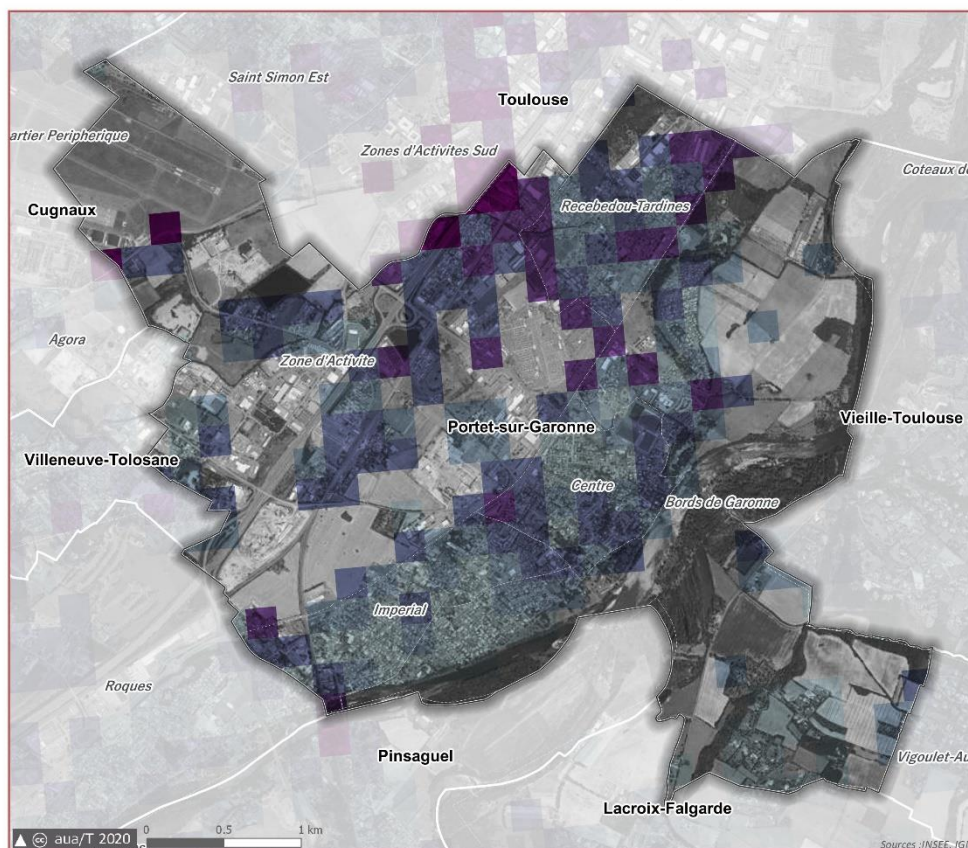 Saint Simon Est
Toulouse
artier Peripherique
Zones d'Activites Sud
Coteaux de
Cugnaux
Recebedou-Tardines
Agora
Zone d'Activite
Portet-sur-Garonne
Vieille-Toulouse
Villeneuve-Tolosane
Centre
Bords de Garonne
Imperial
Roques
Pinsaguel
Vigoulet-Au
Lacroix-Falgarde
cc aua/T 2020
0 0.5 1 km
Sources :INSEE, IG